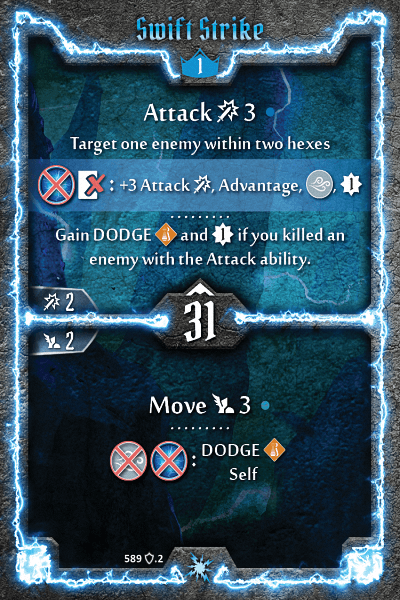 Swift Strike
1
Attack 3
Target one enemy within two hexes
: +3 Attack , Advantage, ,
Gain DODGE and if you killed an
enemy with the Attack ability.
2
31
2
Move 3
: DODGE
Self
589 .2